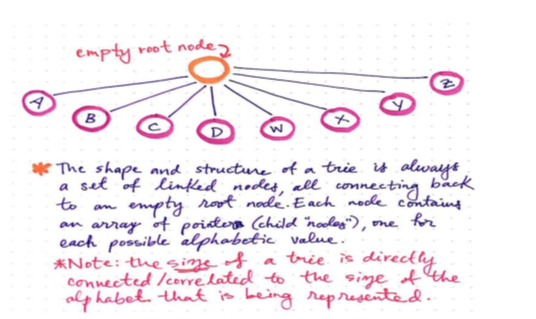 empty root node
A
B
C
D
W
X
Y
Z
* The shape and structure of a trie is always
a set of linked nodes, all connecting back
to an empty root node. Each node contains
an array of pointers (child "nodes"), one for
each possible alphabetic value.
*Note: the size of a trie is directly
connected/correlated to the size of the
alphabet that is being represented.